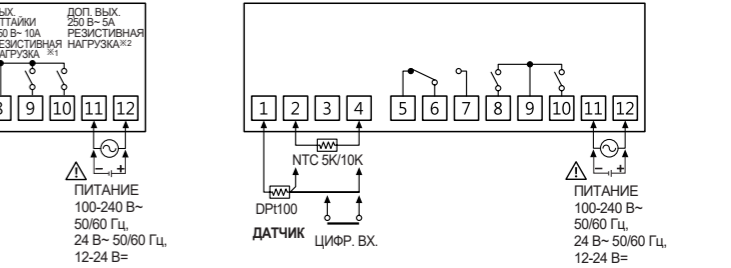 ДОП. ВЫХ.
250 В~ 5А
РЕЗИСТИВНАЯ
НАГРУЗКА※2
※1
9 10 11 12
ПИТАНИЕ
100-240 В~
50/60 Гц,
24 В~ 50/60 Гц,
12-24 В=
1 2 3 4 5 6 7 8 9 10 11 12
NTC 5K/10K
DPt100
ДАТЧИК
ЦИФР. ВХ.
ПИТАНИЕ
100-240 В~
50/60 Гц,
24 В~ 50/60 Гц,
12-24 В=